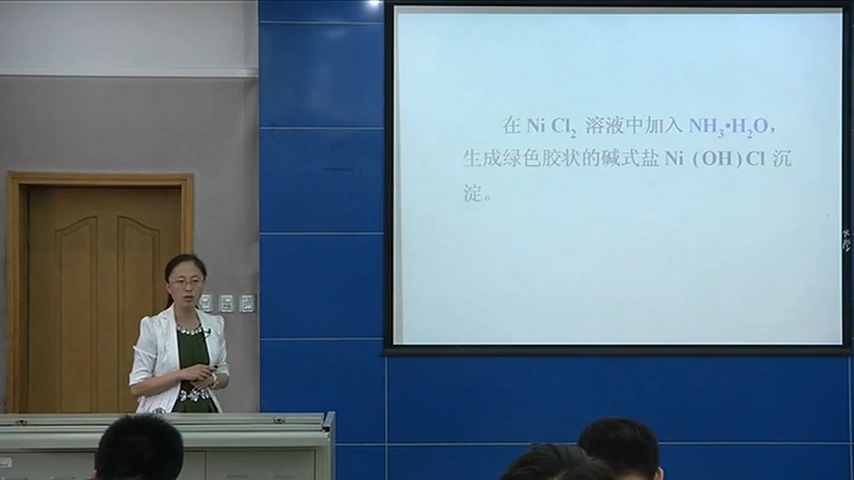 在 Ni Cl₂ 溶液中加入 NH₃•H₂O，
生成绿色胶状的碱式盐 Ni (OH) Cl 沉
淀。